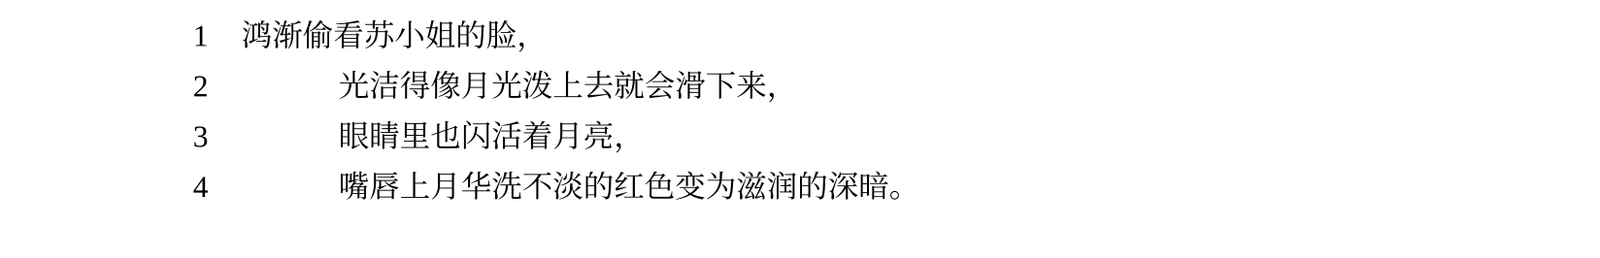 1 鸿渐偷看苏小姐的脸，
2 光洁得像月光泼上去就会滑下来，
3 眼睛里也闪活着月亮，
4 嘴唇上月华洗不淡的红色变为滋润的深暗。